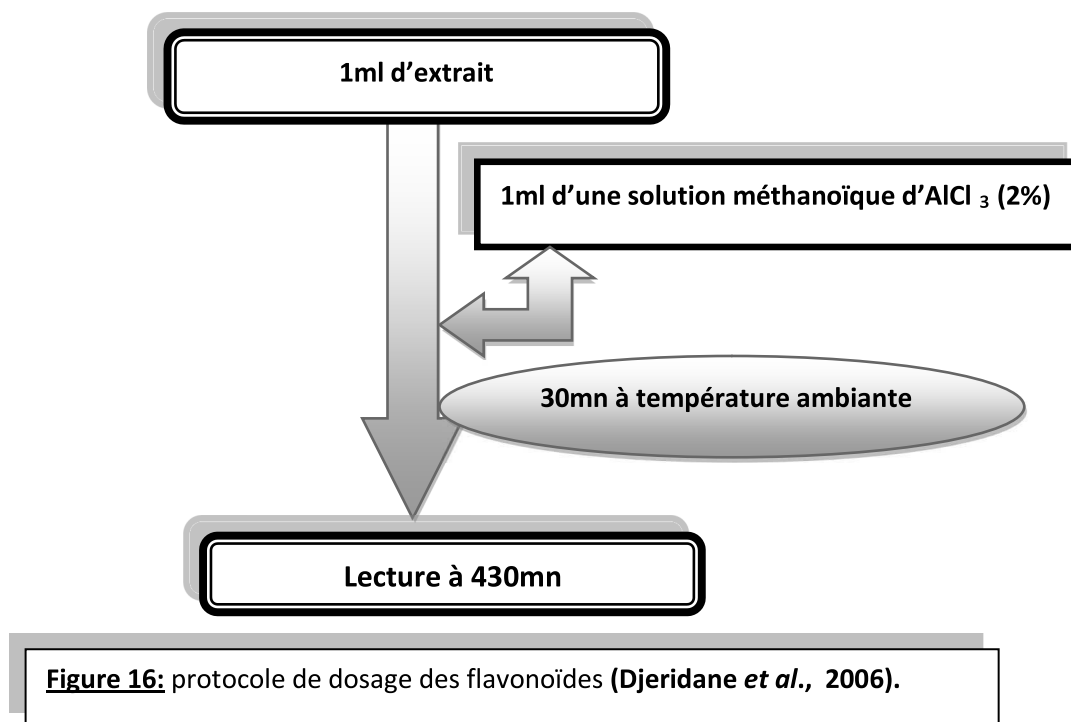 1ml d’extrait
1ml d’une solution méthanoïque d’AlCl ₃ (2%)
30mn à température ambiante
Lecture à 430mn
Figure 16: protocole de dosage des flavonoïdes (Djeridane et al., 2006).